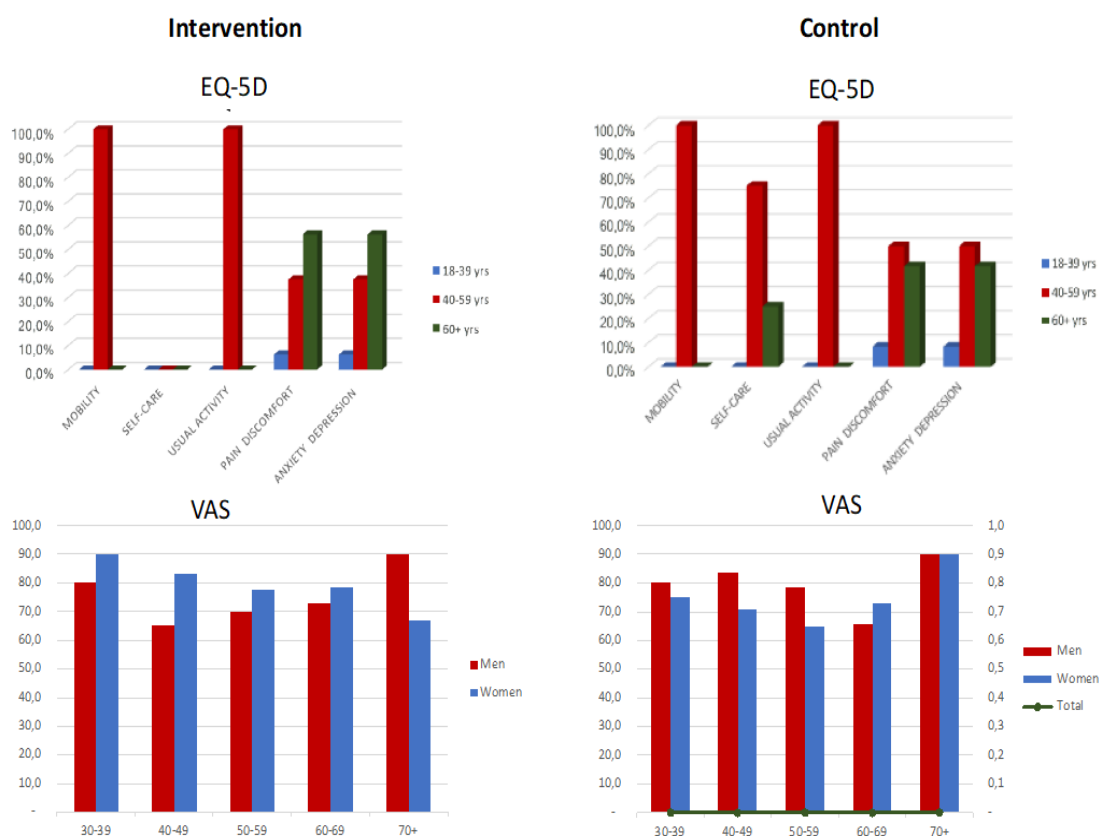 Intervention
EQ-5D
100,0%
90,0%
80,0%
70,0%
60,0%
50,0%
40,0%
30,0%
20,0%
10,0%
0,0%
MOBILITY
SELF-CARE
USUAL ACTIVITY
PAIN DISCOMFORT
ANXIETY DEPRESSION
18-39 yrs
40-59 yrs
60+ yrs
Control
EQ-5D
100,0%
90,0%
80,0%
70,0%
60,0%
50,0%
40,0%
30,0%
20,0%
10,0%
0,0%
MOBILITY
SELF-CARE
USUAL ACTIVITY
PAIN DISCOMFORT
ANXIETY DEPRESSION
18-39 yrs
40-59 yrs
60+ yrs
VAS
100,0
90,0
80,0
70,0
60,0
50,0
40,0
30,0
20,0
10,0
-
30-39 40-49 50-59 60-69 70+
Men
Women
VAS
100,0
90,0
80,0
70,0
60,0
50,0
40,0
30,0
20,0
10,0
-
1,0
0,9
0,8
0,7
0,6
0,5
0,4
0,3
0,2
0,1
-
30-39 40-49 50-59 60-69 70+
Men
Women
Total